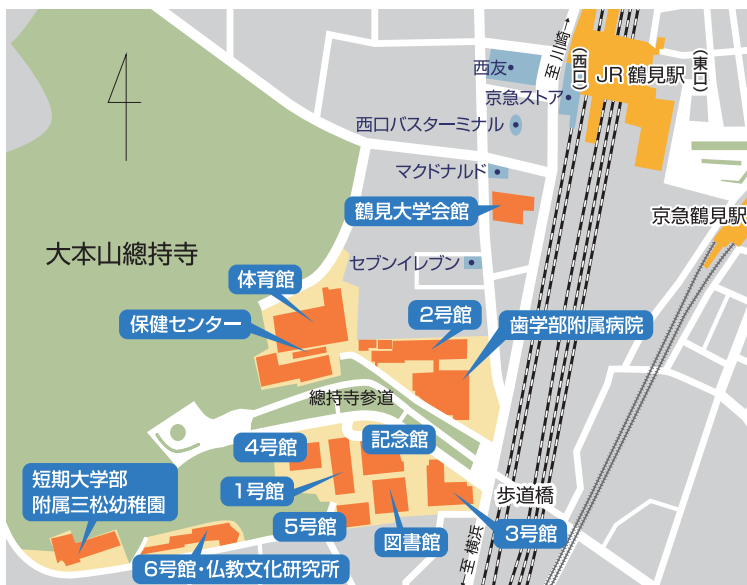 至 川崎→
西友
(西口)
JR 鶴見駅
(東口)
京急ストア
西口バスターミナル
マクドナルド
鶴見大学会館
京急鶴見駅
大本山總持寺
セブンイレブン
体育館
保健センター
2号館
歯学部附属病院
總持寺参道
4号館
記念館
短期大学部
附属三松幼稚園
1号館
歩道橋
5号館
図書館
3号館
至 横浜
6号館・仏教文化研究所